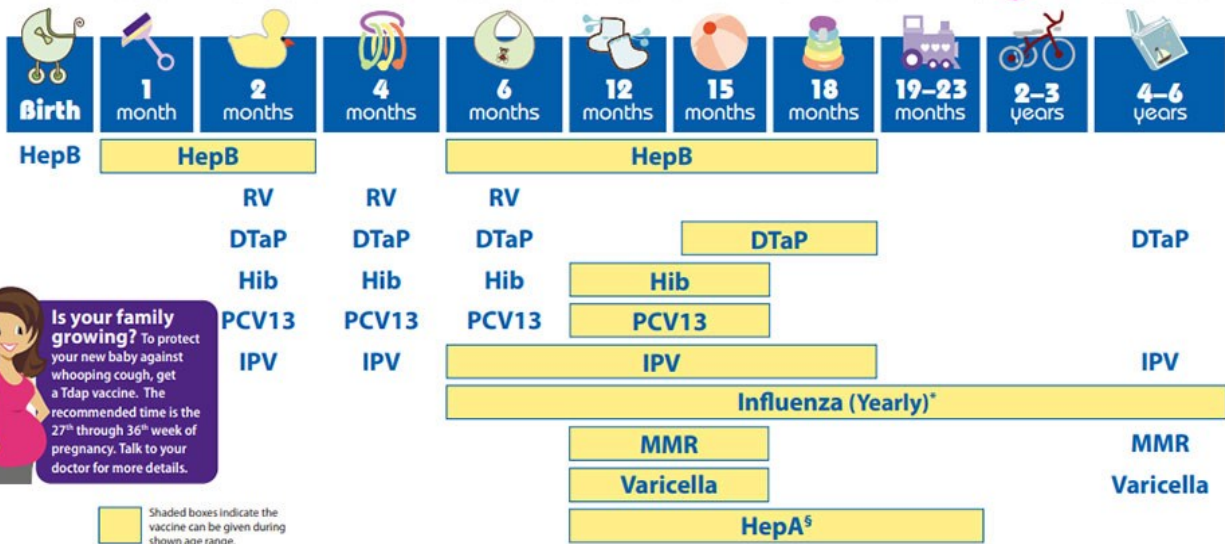 Birth
1 month
2 months
4 months
6 months
12 months
15 months
18 months
19–23 months
2–3 years
4–6 years
HepB HepB HepB
RV RV RV
DTaP DTaP DTaP DTaP DTaP
Hib Hib Hib Hib
PCV13 PCV13 PCV13 PCV13
IPV IPV IPV IPV
Influenza (Yearly)*
MMR MMR
Varicella Varicella
HepA§
Is your family
growing? To protect
your new baby against
whooping cough, get
a Tdap vaccine. The
recommended time is the
27th through 36th week of
pregnancy. Talk to your
doctor for more details.
Shaded boxes indicate the
vaccine can be given during
shown age range.